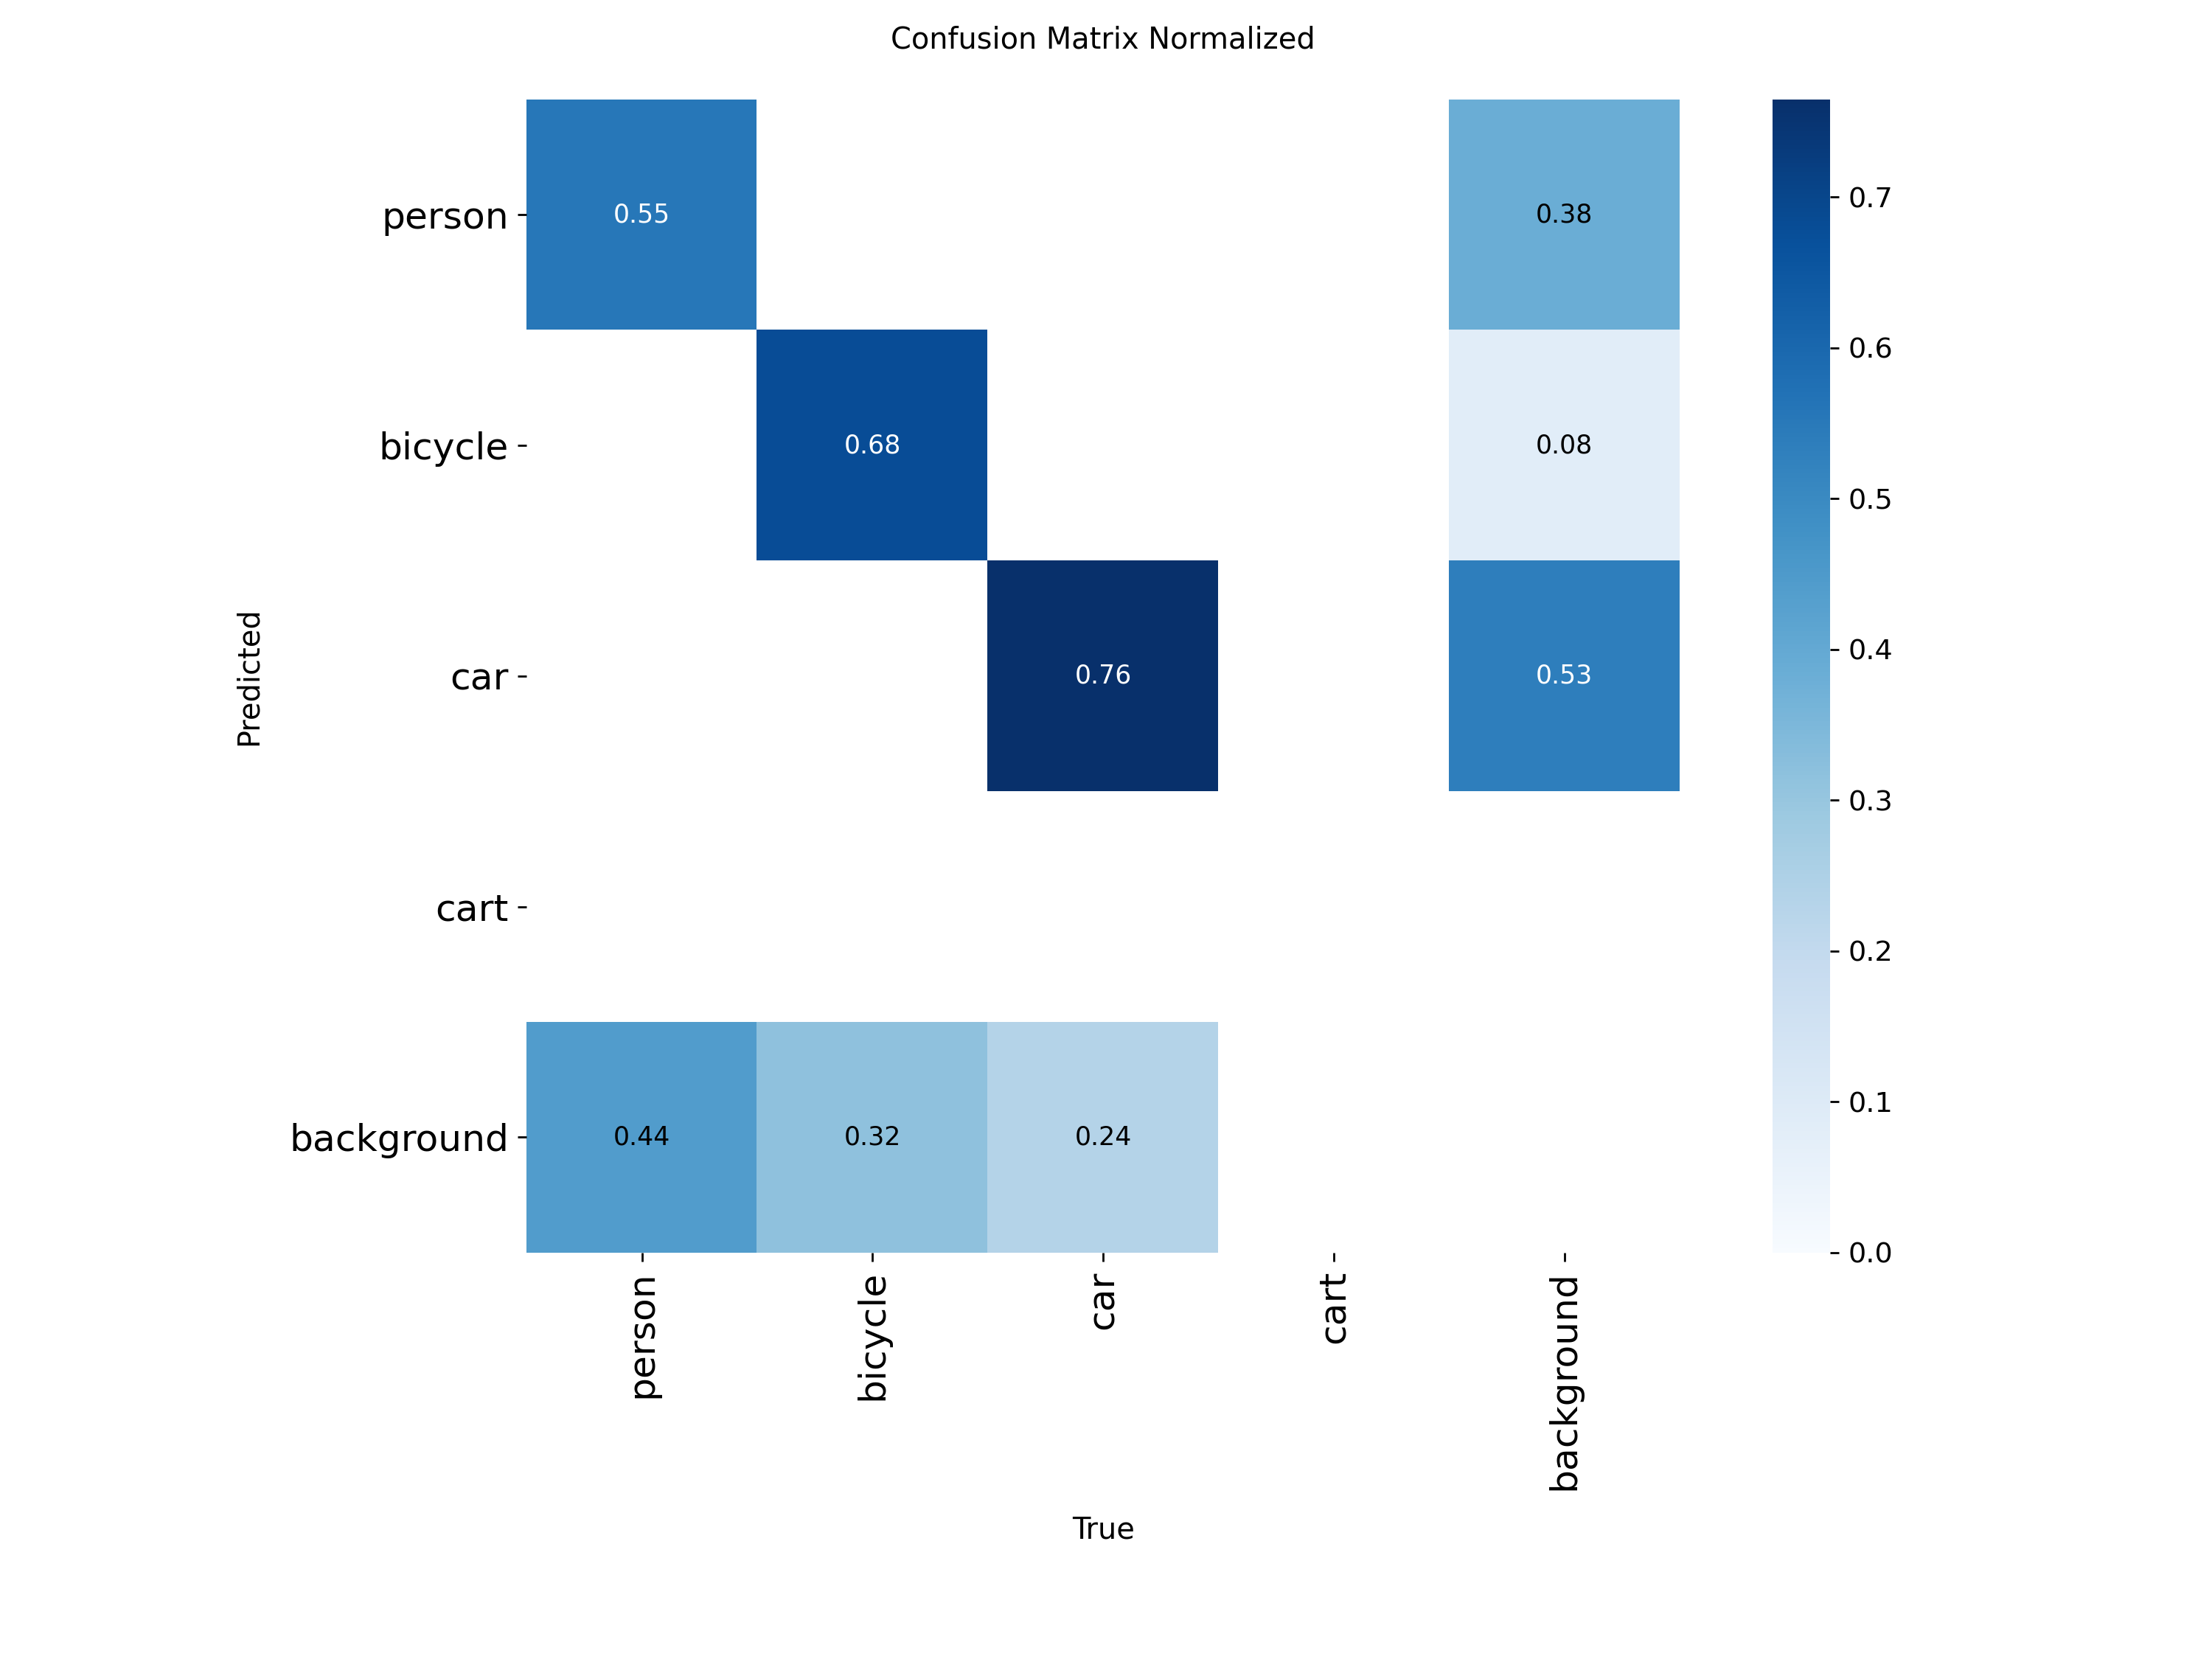 Confusion Matrix Normalized
person
0.55
0.38
0.7
0.6
bicycle
0.68
0.08
0.5
Predicted
car
0.76
0.53
0.4
0.3
cart
0.2
background
0.44
0.32
0.24
0.1
0.0
person
bicycle
car
cart
background
True